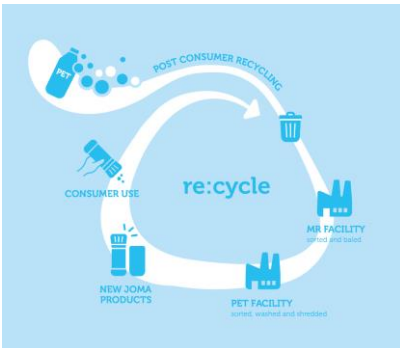 PET
POST CONSUMER RECYCLING
re:cycle
CONSUMER USE
MR FACILITY
sorted and baled
NEW JOMA
PRODUCTS
PET FACILITY
sorted, washed and shredded